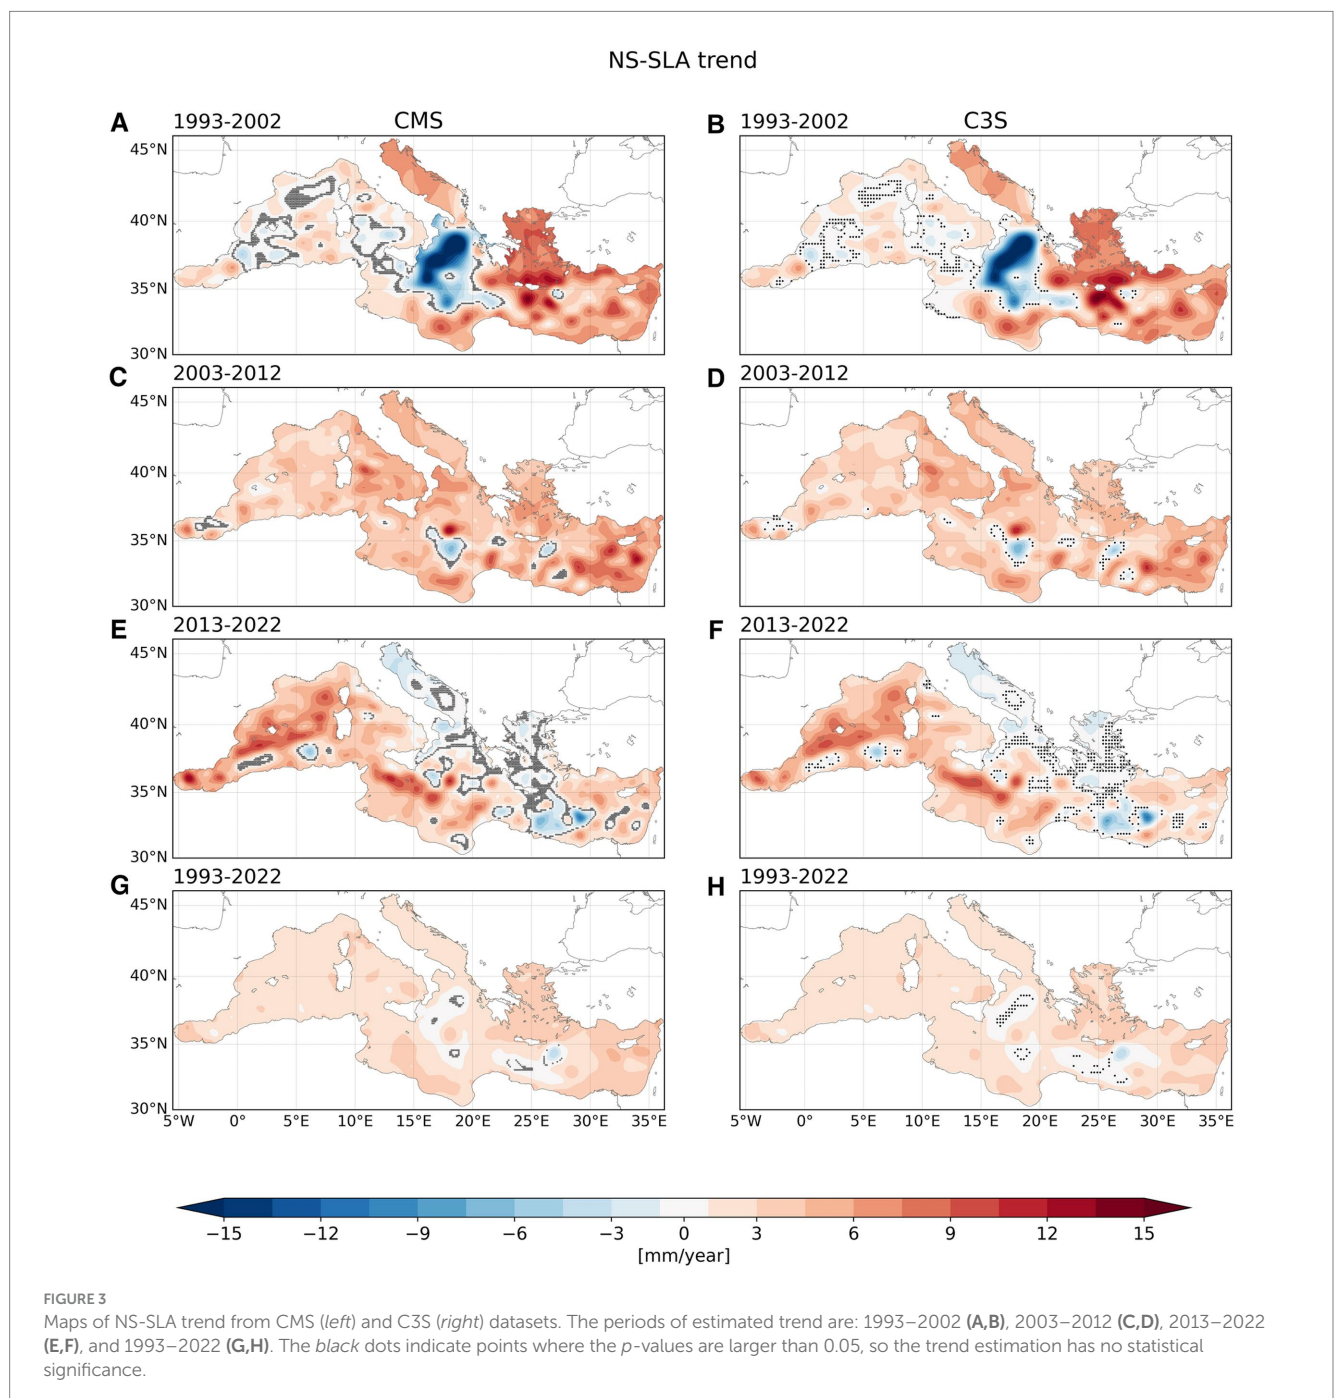 NS-SLA trend
A 1993-2002 CMS
B 1993-2002 C3S
45°N
40°N
35°N
30°N
C 2003-2012
D 2003-2012
45°N
40°N
35°N
30°N
E 2013-2022
F 2013-2022
45°N
40°N
35°N
30°N
G 1993-2022
H 1993-2022
45°N
40°N
35°N
30°N
5°W 0° 5°E 10°E 15°E 20°E 25°E 30°E 35°E
5°W 0° 5°E 10°E 15°E 20°E 25°E 30°E 35°E
−15 −12 −9 −6 −3 0 3 6 9 12 15
[mm/year]
FIGURE 3
Maps of NS-SLA trend from CMS (left) and C3S (right) datasets. The periods of estimated trend are: 1993–2002 (A,B), 2003–2012 (C,D), 2013–2022
(E,F), and 1993–2022 (G,H). The black dots indicate points where the p-values are larger than 0.05, so the trend estimation has no statistical
significance.